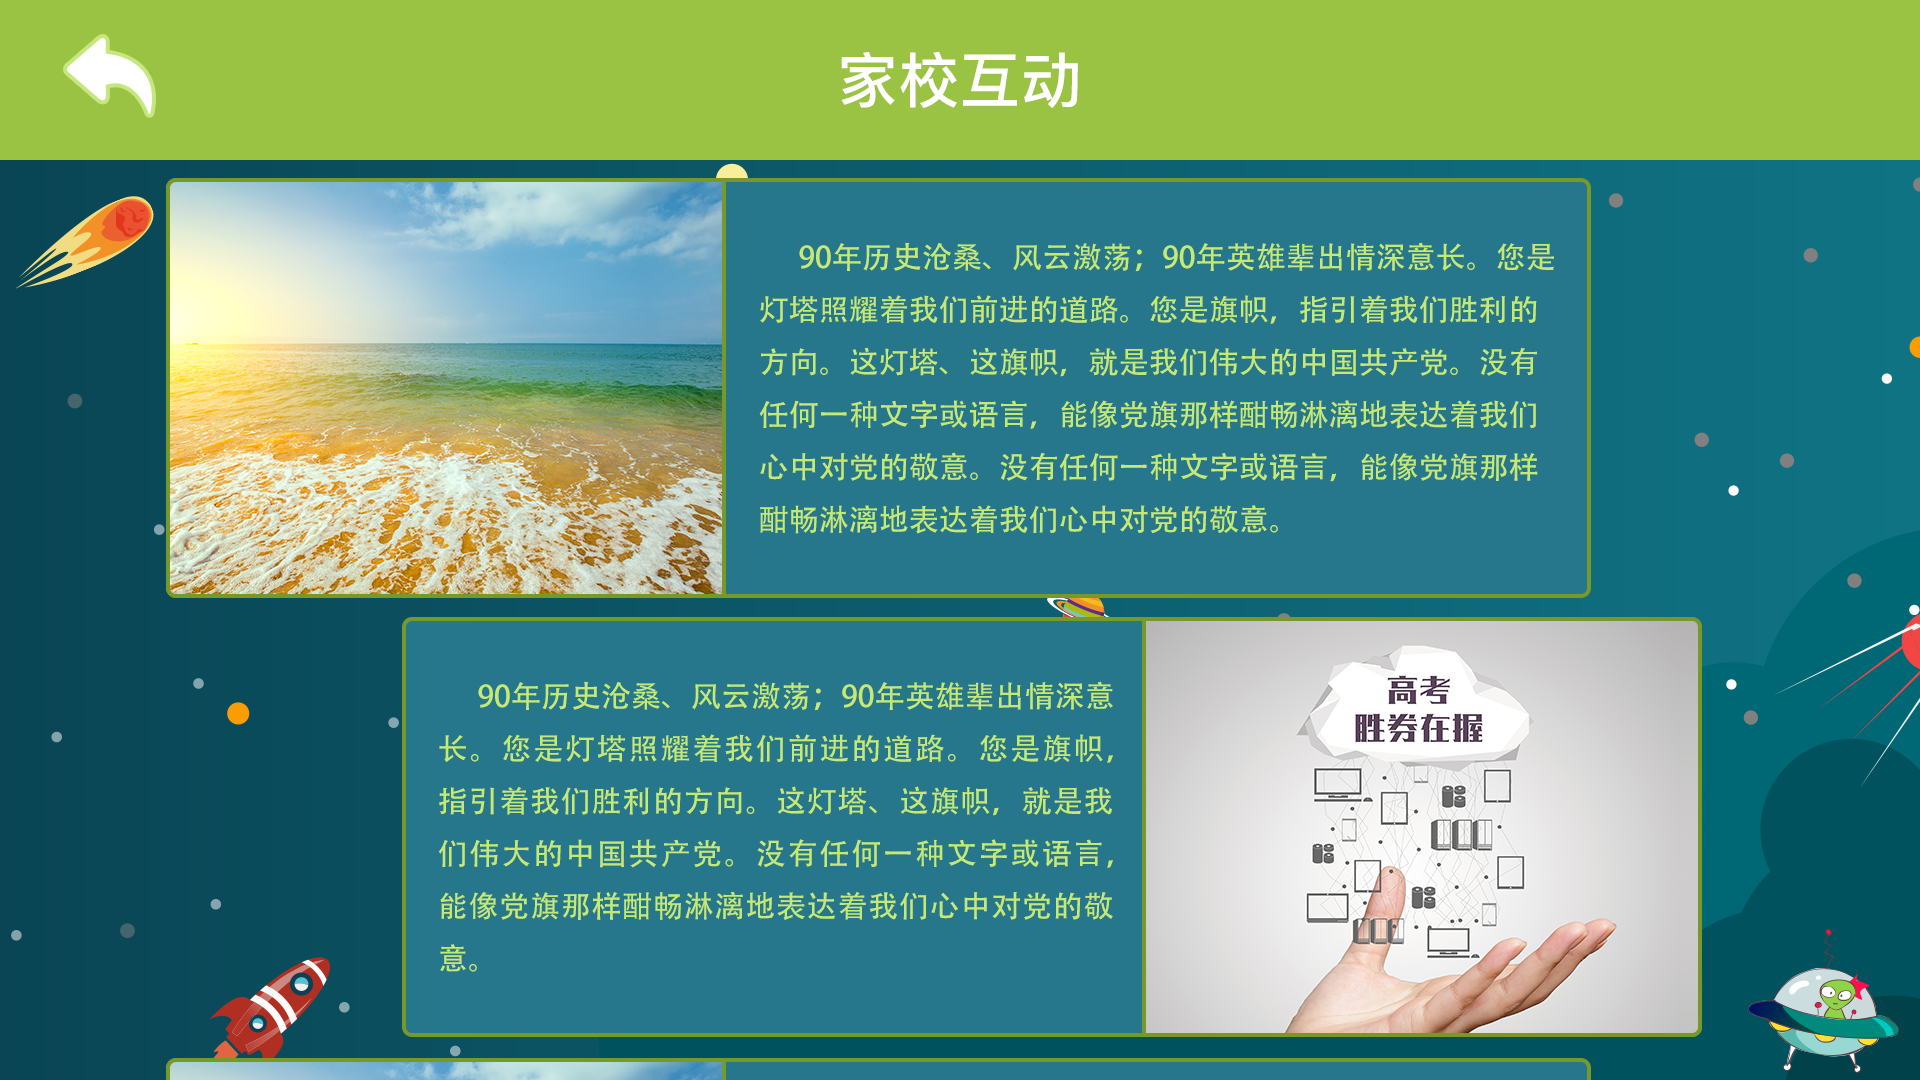 家校互动
90年历史沧桑、风云激荡；90年英雄辈出情深意长。您是
灯塔照耀着我们前进的道路。您是旗帜，指引着我们胜利的
方向。这灯塔、这旗帜，就是我们伟大的中国共产党。没有
任何一种文字或语言，能像党旗那样酣畅淋漓地表达着我们
心中对党的敬意。没有任何一种文字或语言，能像党旗那样
酣畅淋漓地表达着我们心中对党的敬意。
90年历史沧桑、风云激荡；90年英雄辈出情深意
长。您是灯塔照耀着我们前进的道路。您是旗帜，
指引着我们胜利的方向。这灯塔、这旗帜，就是我
们伟大的中国共产党。没有任何一种文字或语言，
能像党旗那样酣畅淋漓地表达着我们心中对党的敬
意。
高考
胜券在握